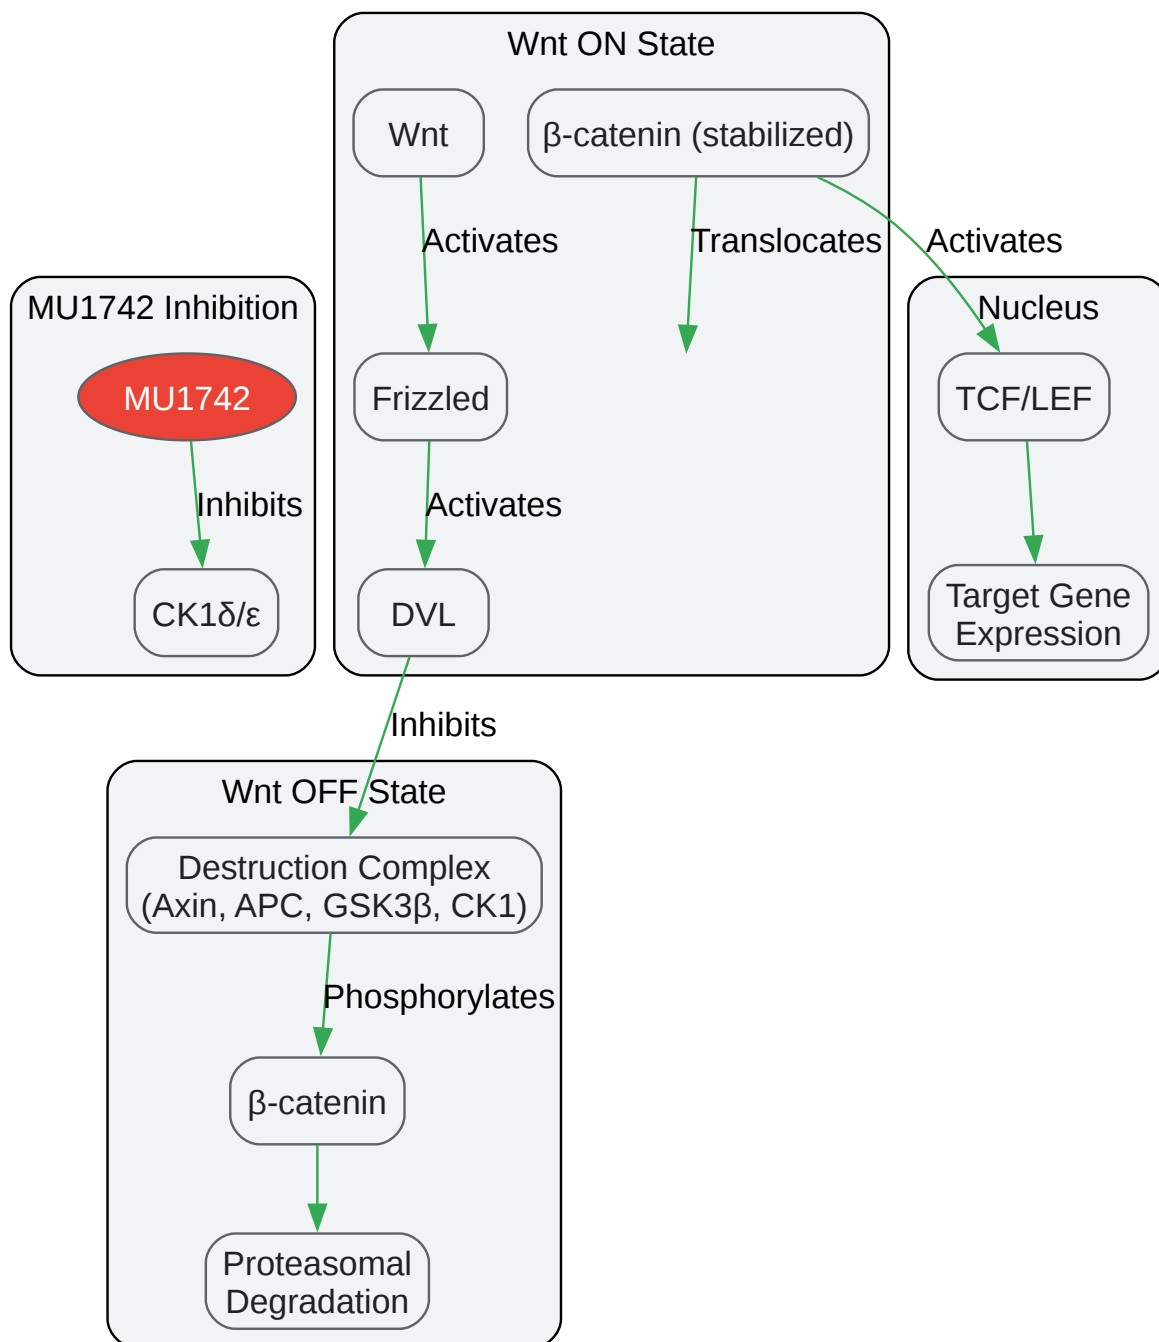 Wnt ON State
Wnt
β-catenin (stabilized)
Activates
Translocates
Activates
MU1742 Inhibition
Nucleus
MU1742
Frizzled
TCF/LEF
Inhibits
Activates
CK1δ/ε
DVL
Target Gene
Expression
Inhibits
Wnt OFF State
Destruction Complex
(Axin, APC, GSK3β, CK1)
Phosphorylates
β-catenin
Proteasomal
Degradation